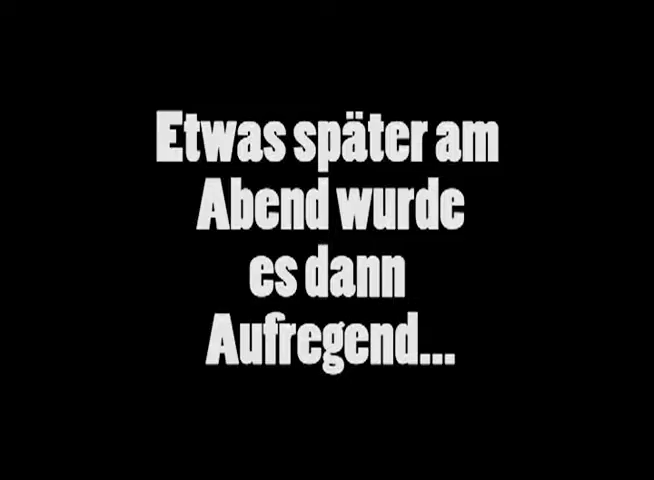 Etwas später am
Abend wurde
es dann
Aufregend...